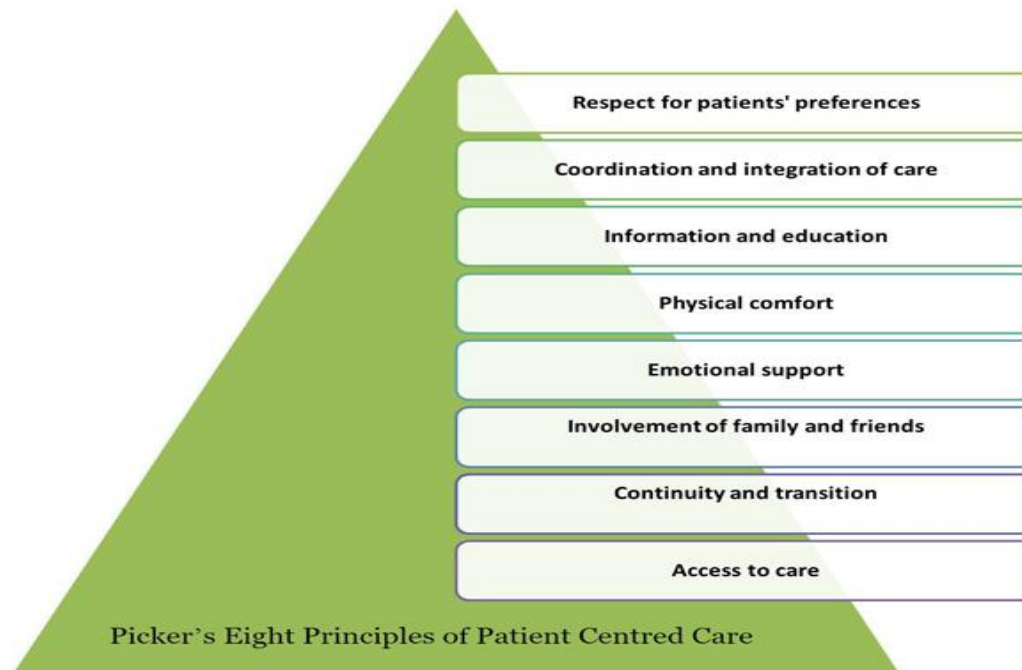 Respect for patients' preferences
Coordination and integration of care
Information and education
Physical comfort
Emotional support
Involvement of family and friends
Continuity and transition
Access to care
Picker’s Eight Principles of Patient Centred Care